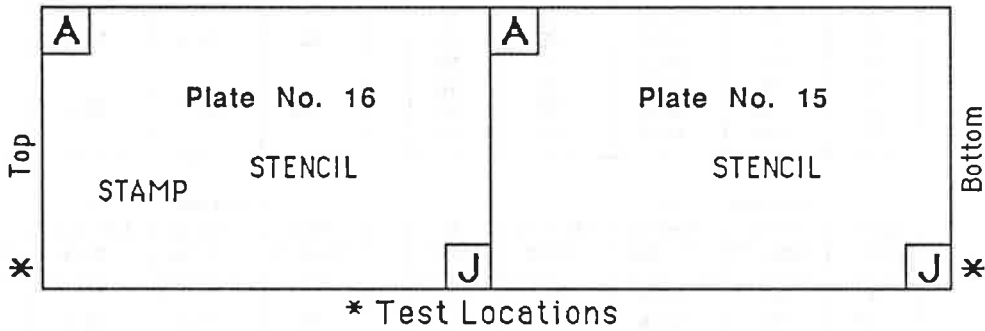 A
A
Plate No. 16
Plate No. 15
Top
STENCIL
STAMP
STENCIL
Bottom
*
J
J
*
* Test Locations